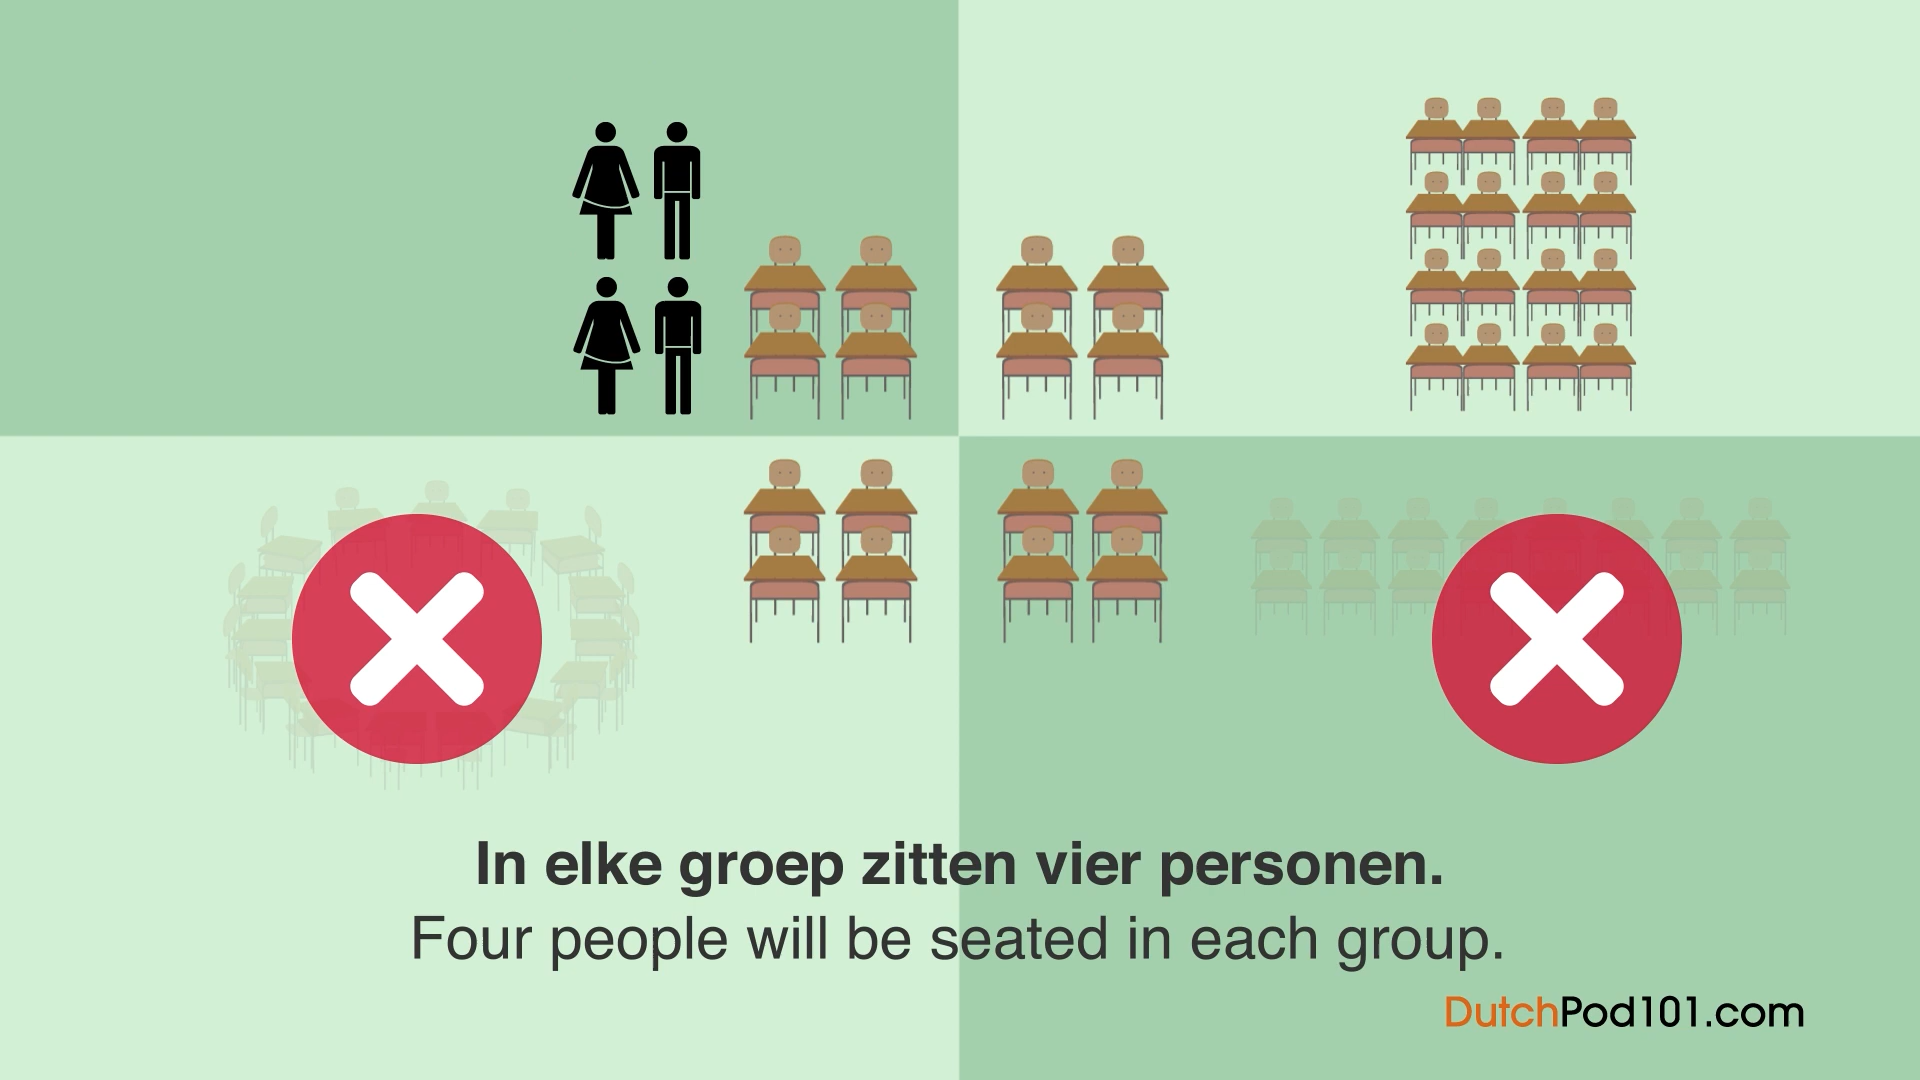 In elke groep zitten vier personen.
Four people will be seated in each group.
DutchPod101.com